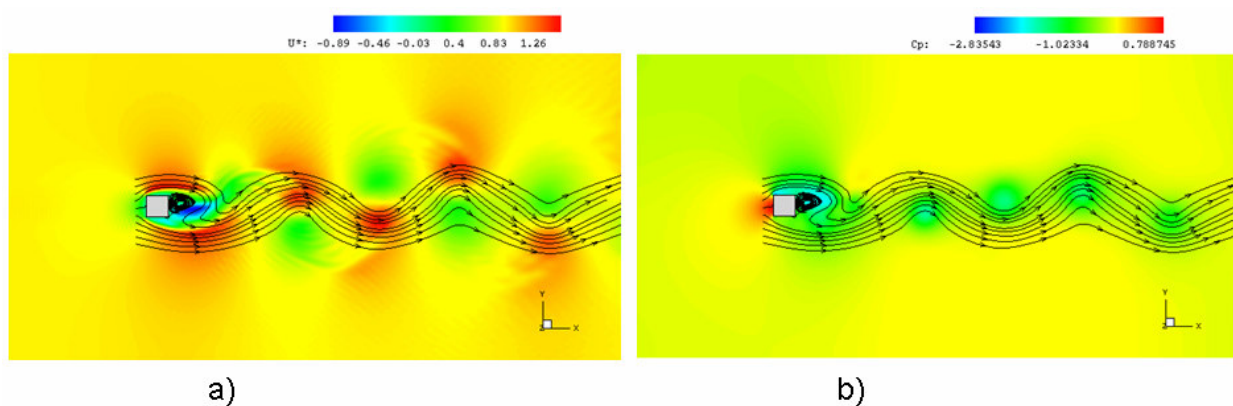 U*: -0.89 -0.46 -0.03 0.4 0.83 1.26
Cp: -2.83543 -1.02334 0.788745
Y
Z X
Y
Z X
a) b)